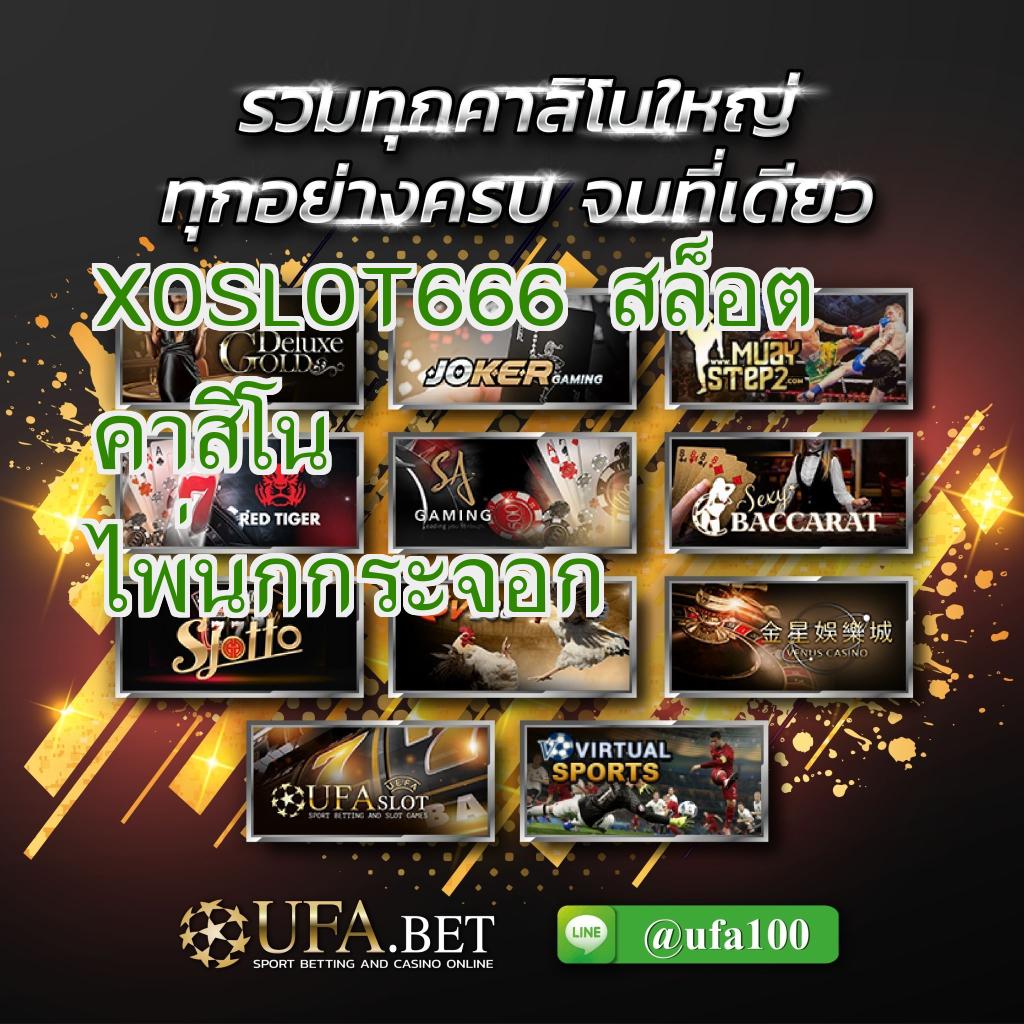 รวมทุกคาสิโนใหญ่
ทุกอย่างครบ จบที่เดียว
XOSLOT666 สล็อต
คาสิโน
ไพ่นกกระจอก
Deluxe
GOLD
JOKER GAMING
WWW.MUAY
STEP2.COM
7
RED TIGER
SA
GAMING
Sexy
BACCARAT
Sjotto
金星娛樂城
VENUS CASINO
UEFA
UFA SLOT
SPORT BETTING AND SLOT GAMES
VIRTUAL
SPORTS
UFA.BET
SPORT BETTING AND CASINO ONLINE
LINE
@ufa100